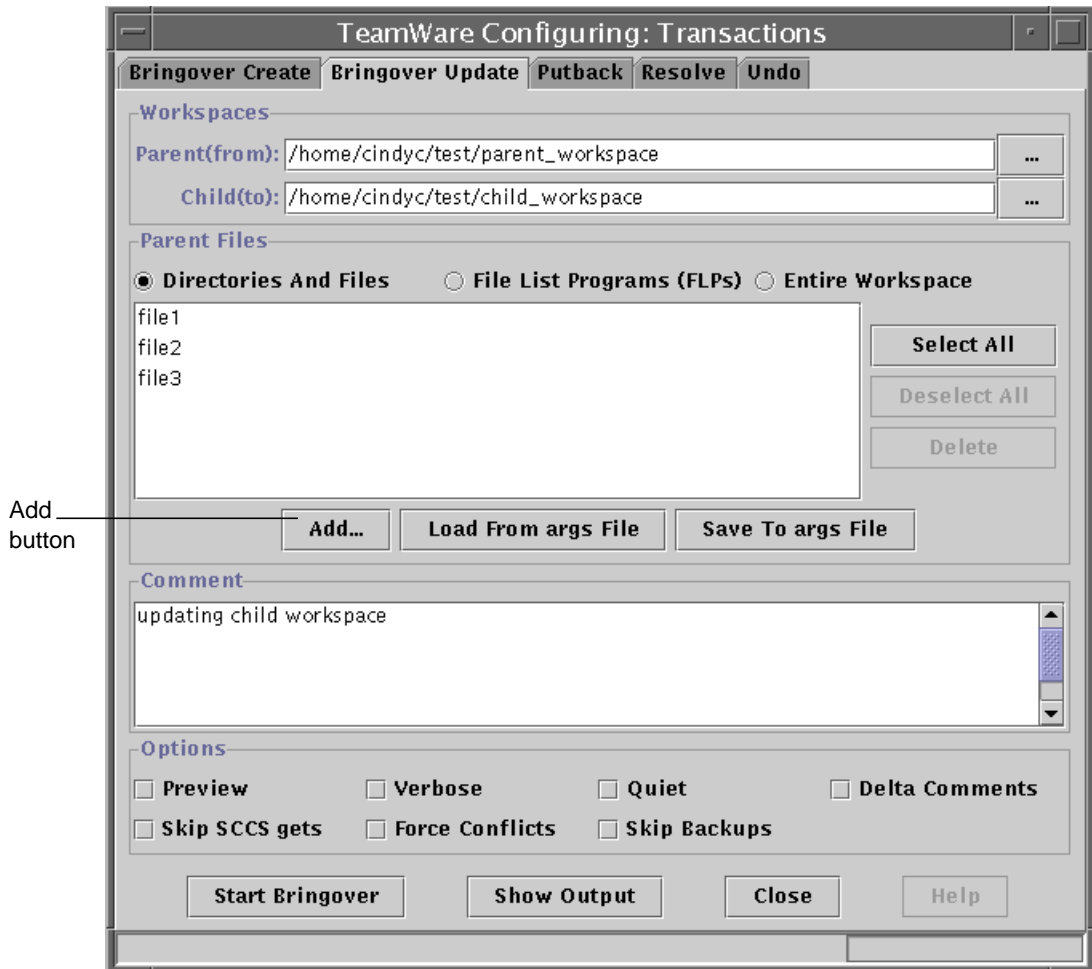 TeamWare Configuring: Transactions
Bringover Create Bringover Update Putback Resolve Undo
Workspaces
Parent(from): /home/cindyc/test/parent_workspace ...
Child(to): /home/cindyc/test/child_workspace ...
Parent Files
Directories And Files File List Programs (FLPs) Entire Workspace
file1
file2
file3
Select All
Deselect All
Delete
Add
button
Add... Load From args File Save To args File
Comment
updating child workspace
Options
Preview Verbose Quiet Delta Comments
Skip SCCS gets Force Conflicts Skip Backups
Start Bringover Show Output Close Help